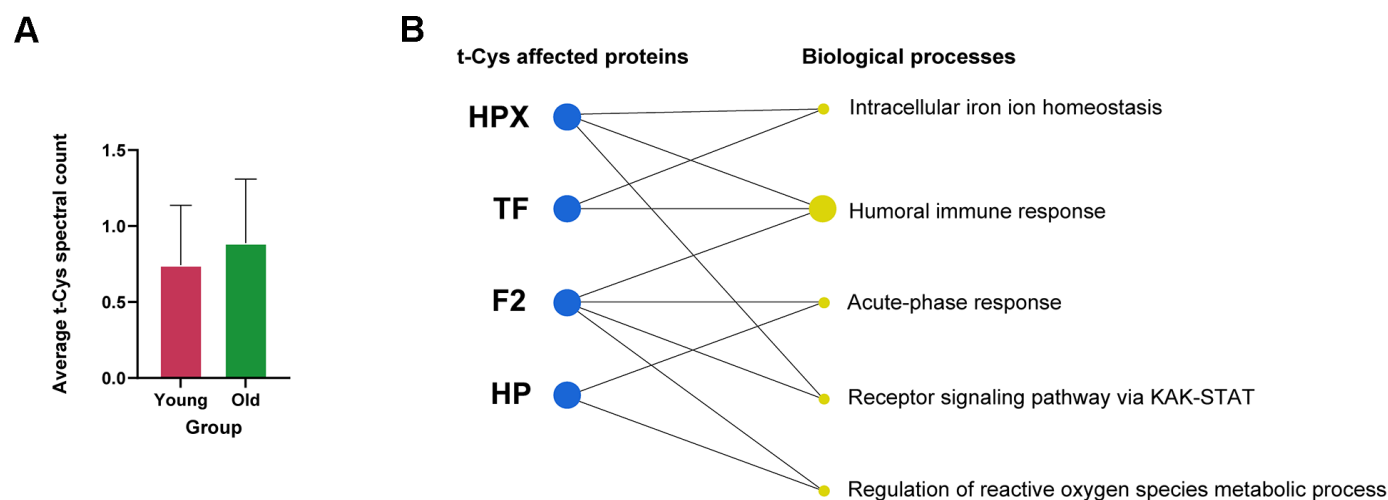 A
Average t-Cys spectral count
1.5
1.0
0.5
0.0
Young Old
Group
B
t-Cys affected proteins
Biological processes
HPX
Intracellular iron ion homeostasis
TF
Humoral immune response
F2
Acute-phase response
HP
Receptor signaling pathway via KAK-STAT
Regulation of reactive oxygen species metabolic process